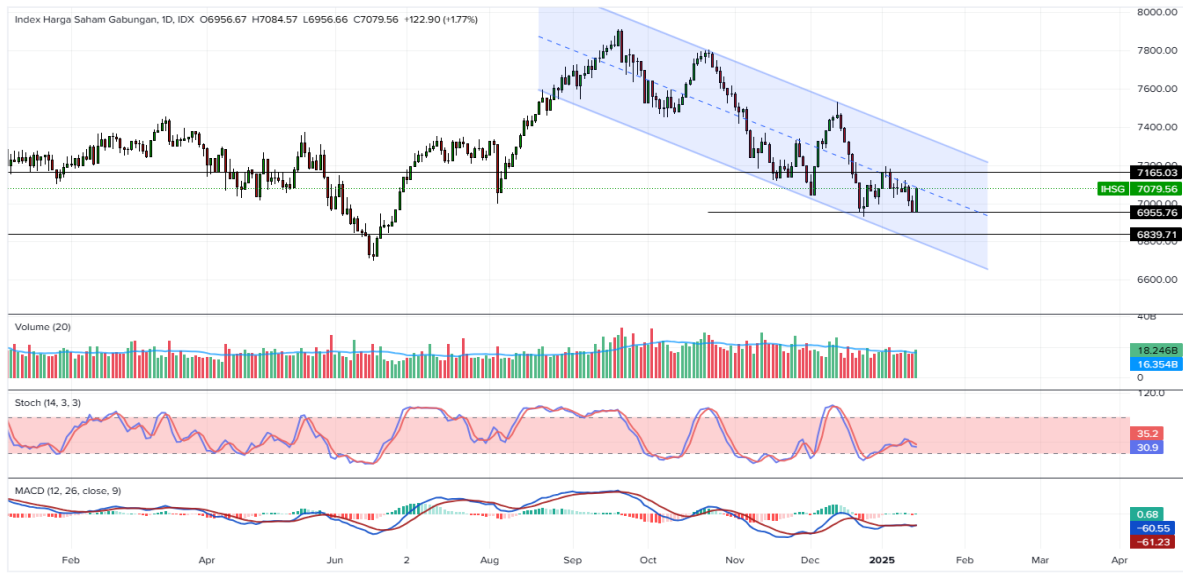 Index Harga Saham Gabungan, 1D, IDX O6956.67 H7084.57 L6956.66 C7079.56 +122.90 (+1.77%)
8000.00
7800.00
7600.00
7400.00
7165.03
IHSG 7079.56
6955.76
6839.71
6600.00
Volume (20)
40B
18.246B
16.354B
0
Stoch (14, 3, 3)
120.0
35.2
30.9
MACD (12, 26, close, 9)
0.68
−60.55
−61.23
Feb Apr Jun 2 Aug Sep Oct Nov Dec 2025 Feb Mar Apr